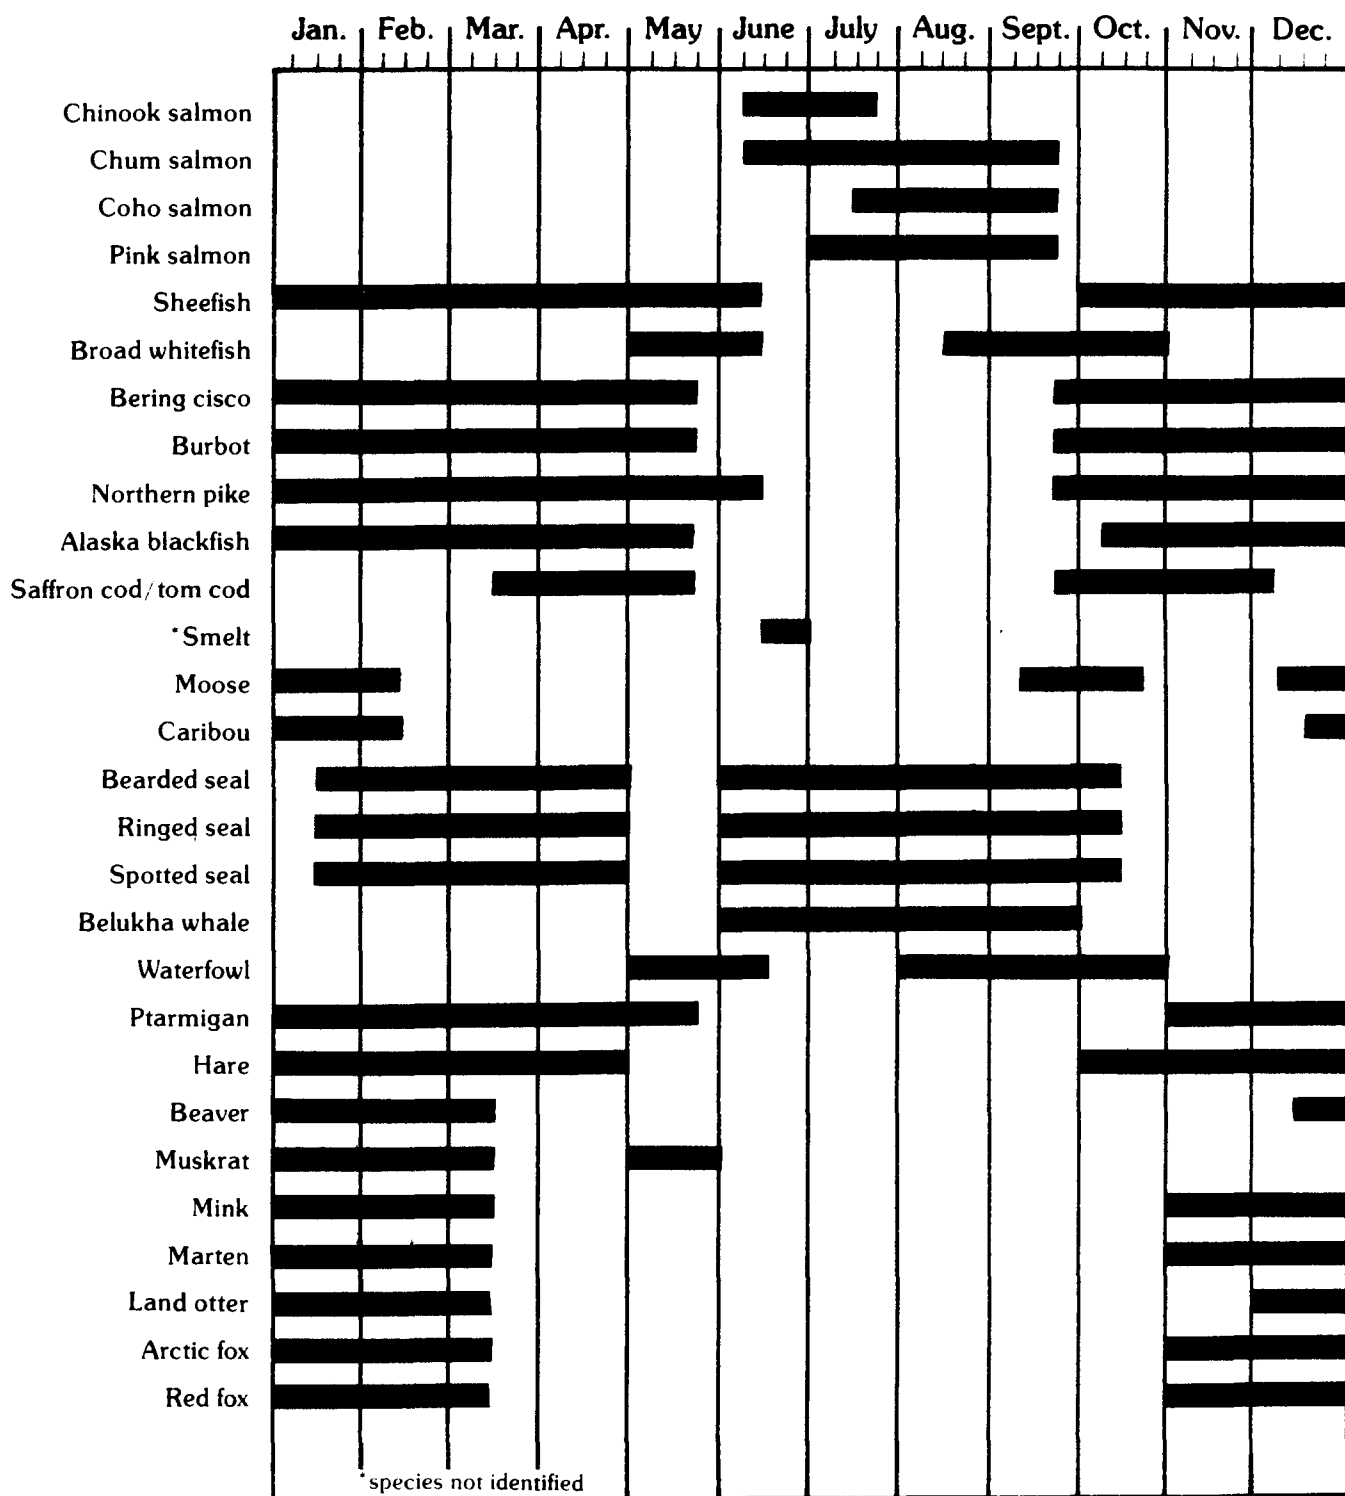 Jan. Feb. Mar. Apr. May June July Aug. Sept. Oct. Nov. Dec.
Chinook salmon
Chum salmon
Coho salmon
Pink salmon
Sheefish
Broad whitefish
Bering cisco
Burbot
Northern pike
Alaska blackfish
Saffron cod/tom cod
*Smelt
Moose
Caribou
Bearded seal
Ringed seal
Spotted seal
Belukha whale
Waterfowl
Ptarmigan
Hare
Beaver
Muskrat
Mink
Marten
Land otter
Arctic fox
Red fox
*species not identified